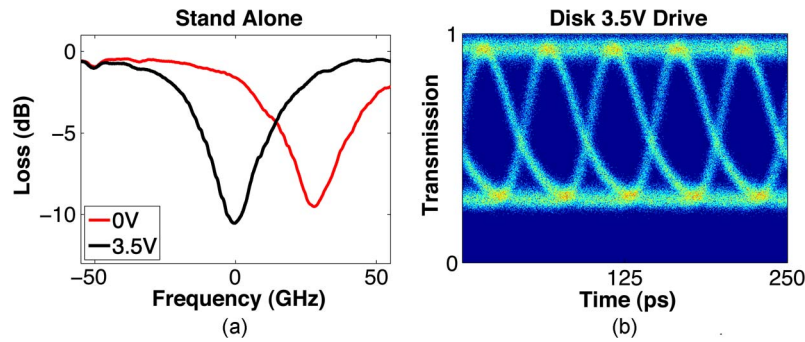 Stand Alone
0
−5
−10
Loss (dB)
0V
3.5V
−50
0
50
Frequency (GHz)
(a)
Disk 3.5V Drive
1
0
Transmission
125
250
Time (ps)
(b)